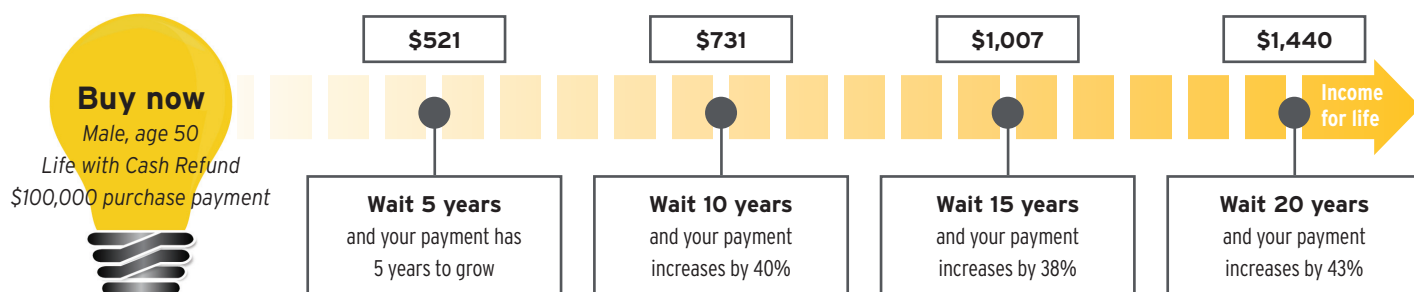 Buy now
Male, age 50
Life with Cash Refund
$100,000 purchase payment
$521
$731
$1,007
$1,440
Income
for life
Wait 5 years
and your payment has
5 years to grow
Wait 10 years
and your payment
increases by 40%
Wait 15 years
and your payment
increases by 38%
Wait 20 years
and your payment
increases by 43%